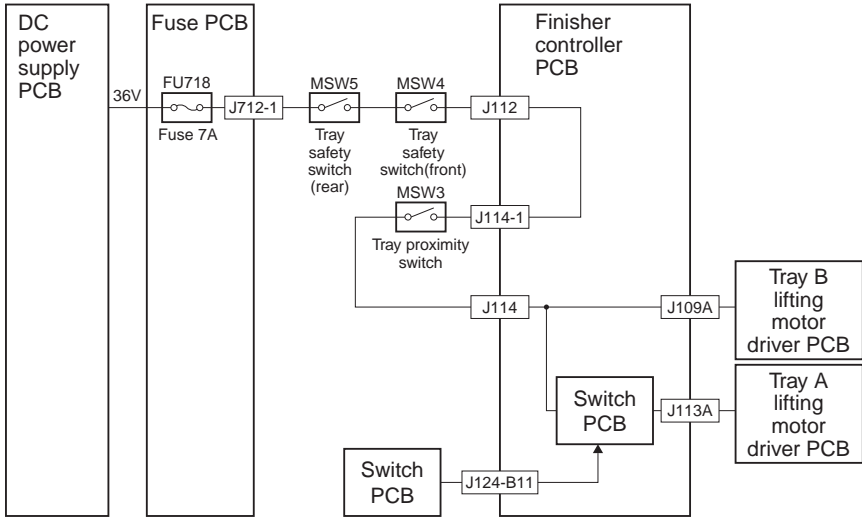 DC
power
supply
PCB
Fuse PCB
Finisher
controller
PCB
36V
FU718
Fuse 7A
J712-1
MSW5
Tray
safety
switch
(rear)
MSW4
Tray
safety
switch(front)
J112
MSW3
Tray proximity
switch
J114-1
J114
J109A
Tray B
lifting
motor
driver PCB
Switch
PCB
J113A
Tray A
lifting
motor
driver PCB
Switch
PCB
J124-B11